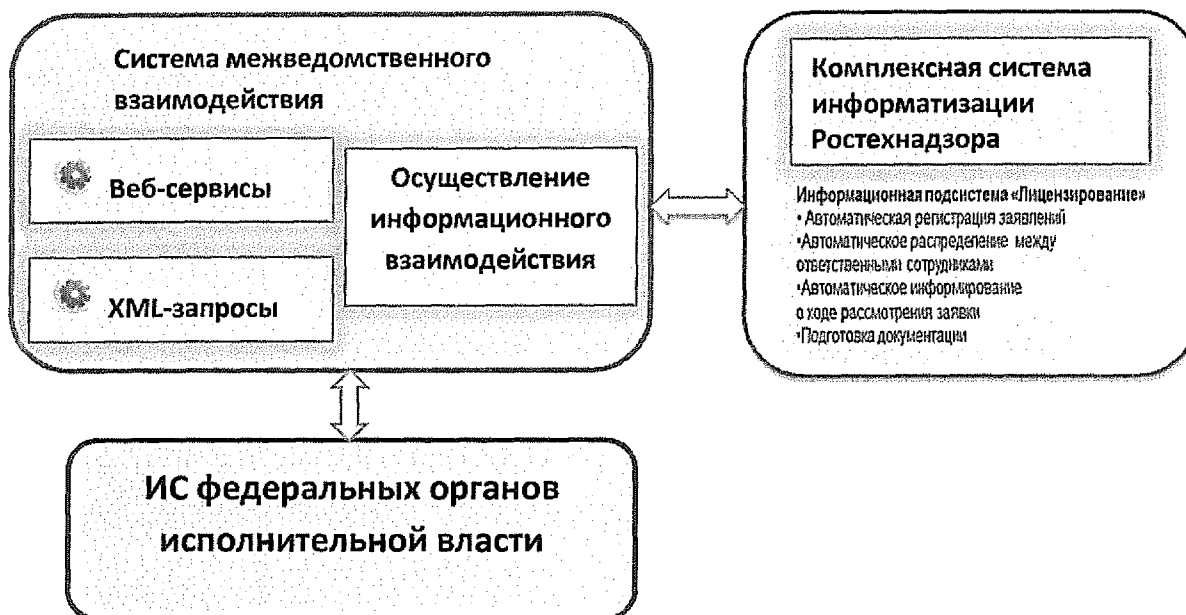 Система межведомственного
взаимодействия
Веб-сервисы
XML-запросы
Осуществление
информационного
взаимодействия
Комплексная система
информатизации
Ростехнадзора
Информационная подсистема «Лицензирование»
• Автоматическая регистрация заявлений
•Автоматическое распределение между
ответственными сотрудниками
•Автоматическое информирование
о ходе рассмотрения заявки
•Подготовка документации
ИС федеральных органов
исполнительной власти